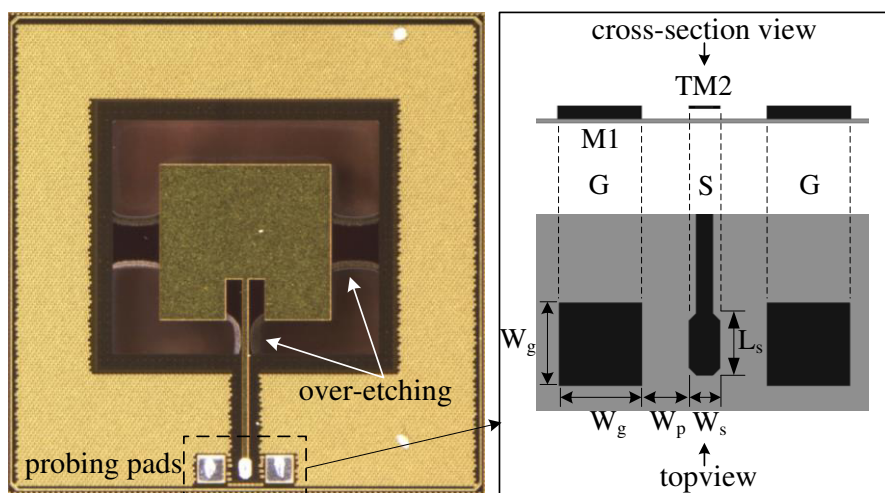 over-etching
probing pads
cross-section view
TM2
M1
G
S
G
W_g
L_s
W_g
W_p
W_s
topview